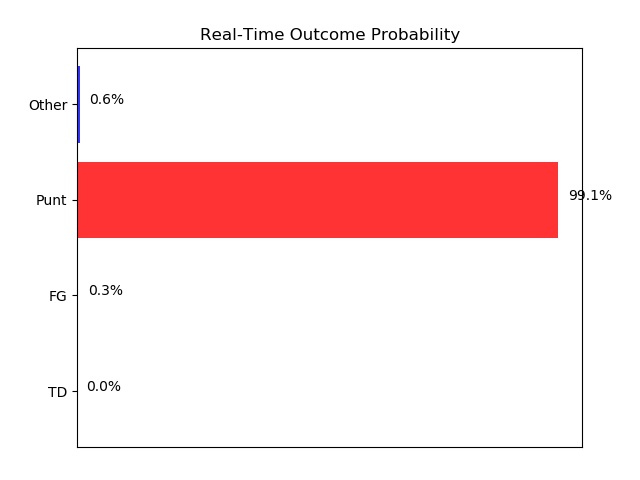 Real-Time Outcome Probability
Other 0.6%
Punt 99.1%
FG 0.3%
TD 0.0%